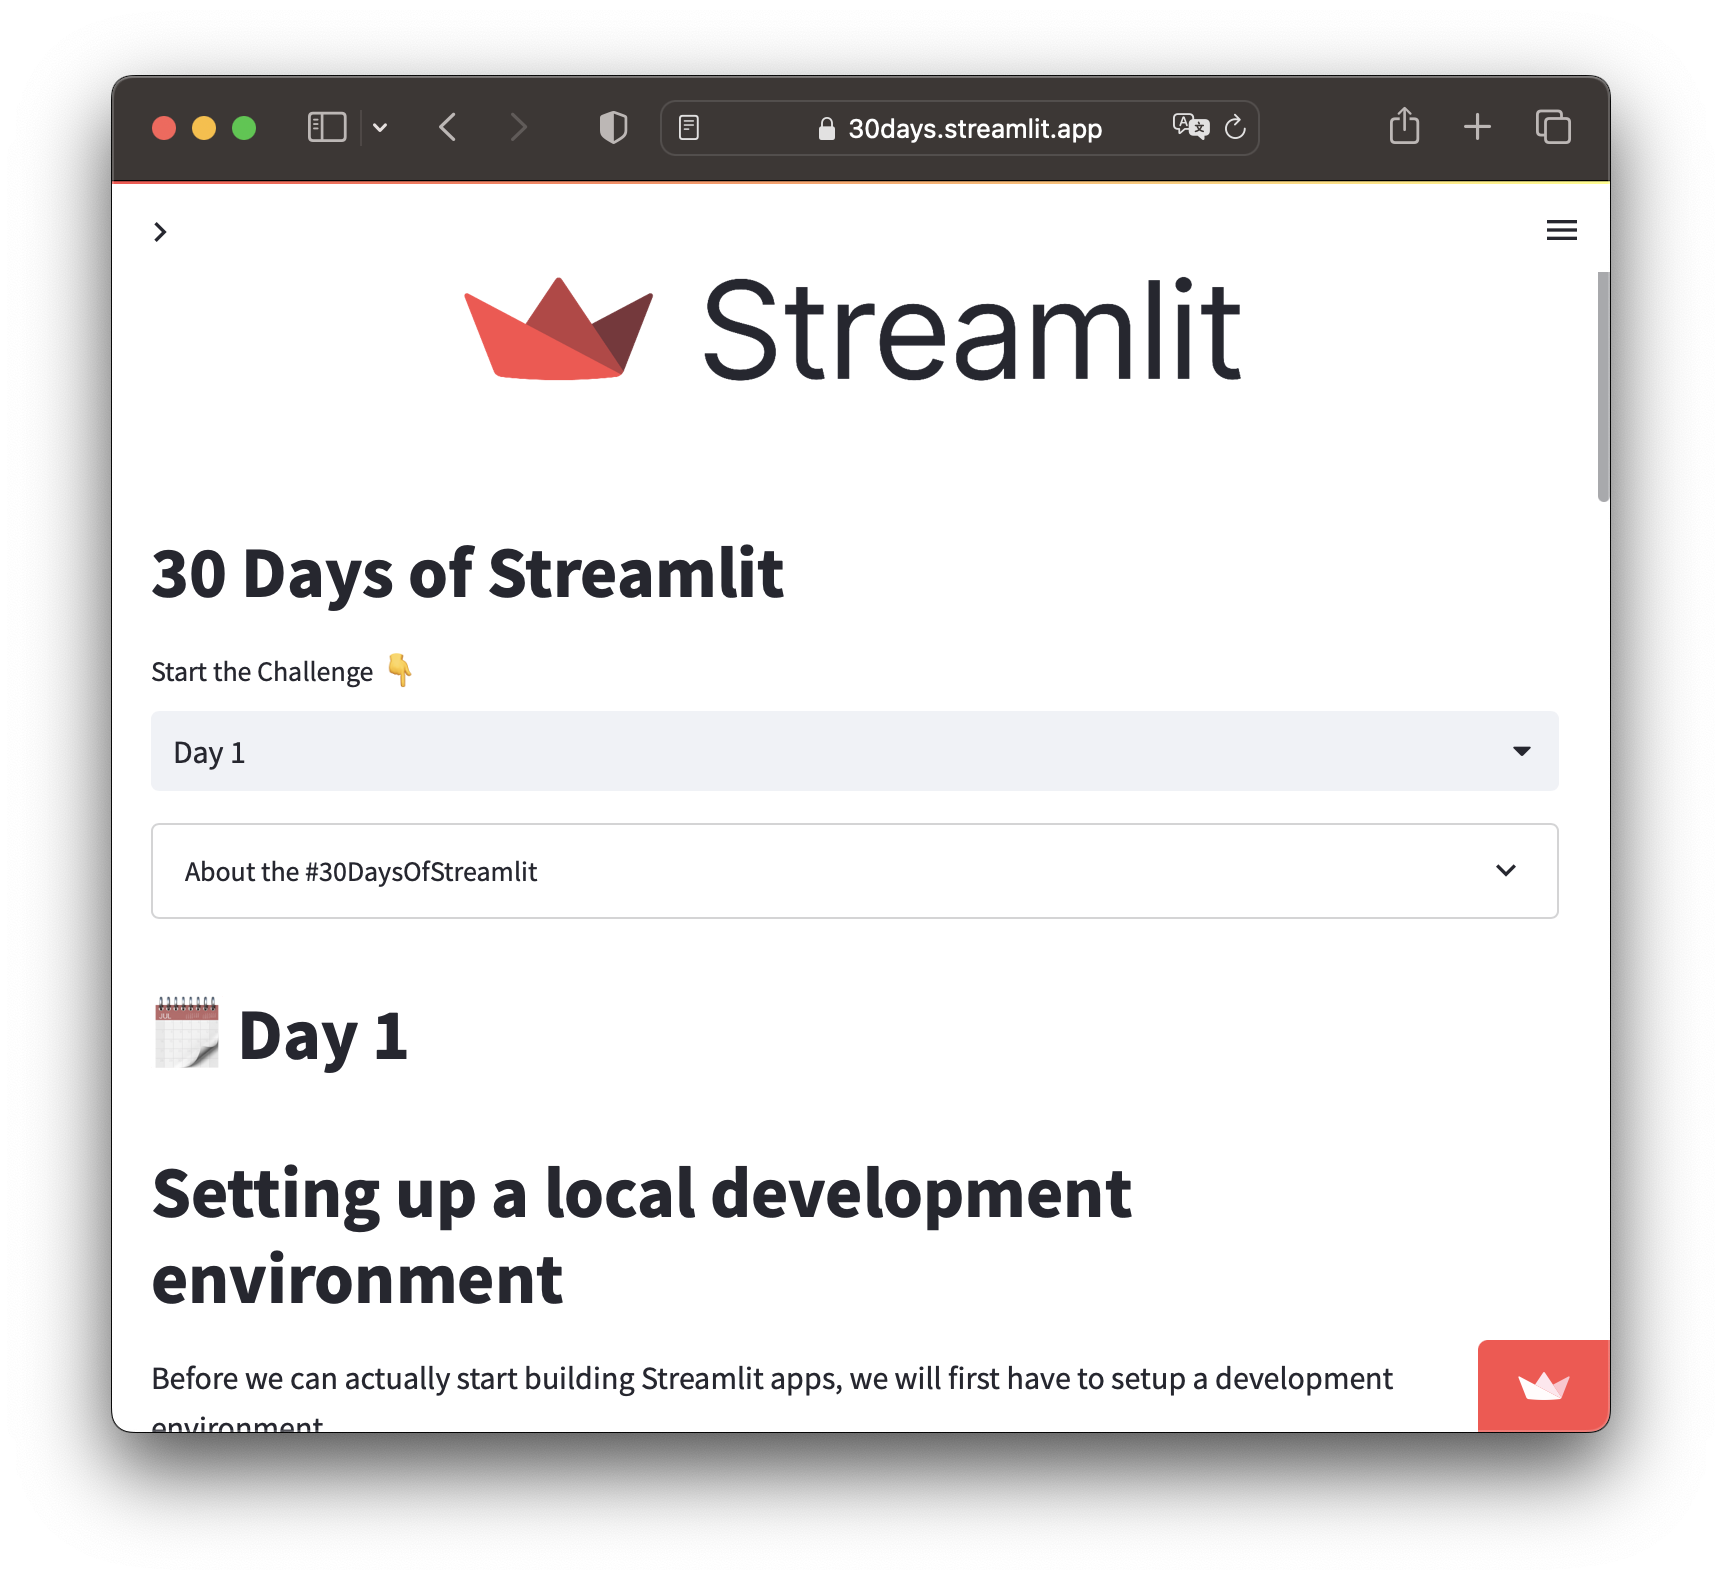 30days.streamlit.app
Streamlit
30 Days of Streamlit
Start the Challenge 👇
Day 1
About the #30DaysOfStreamlit
JUL
Day 1
Setting up a local development
environment
Before we can actually start building Streamlit apps, we will first have to setup a development
environment